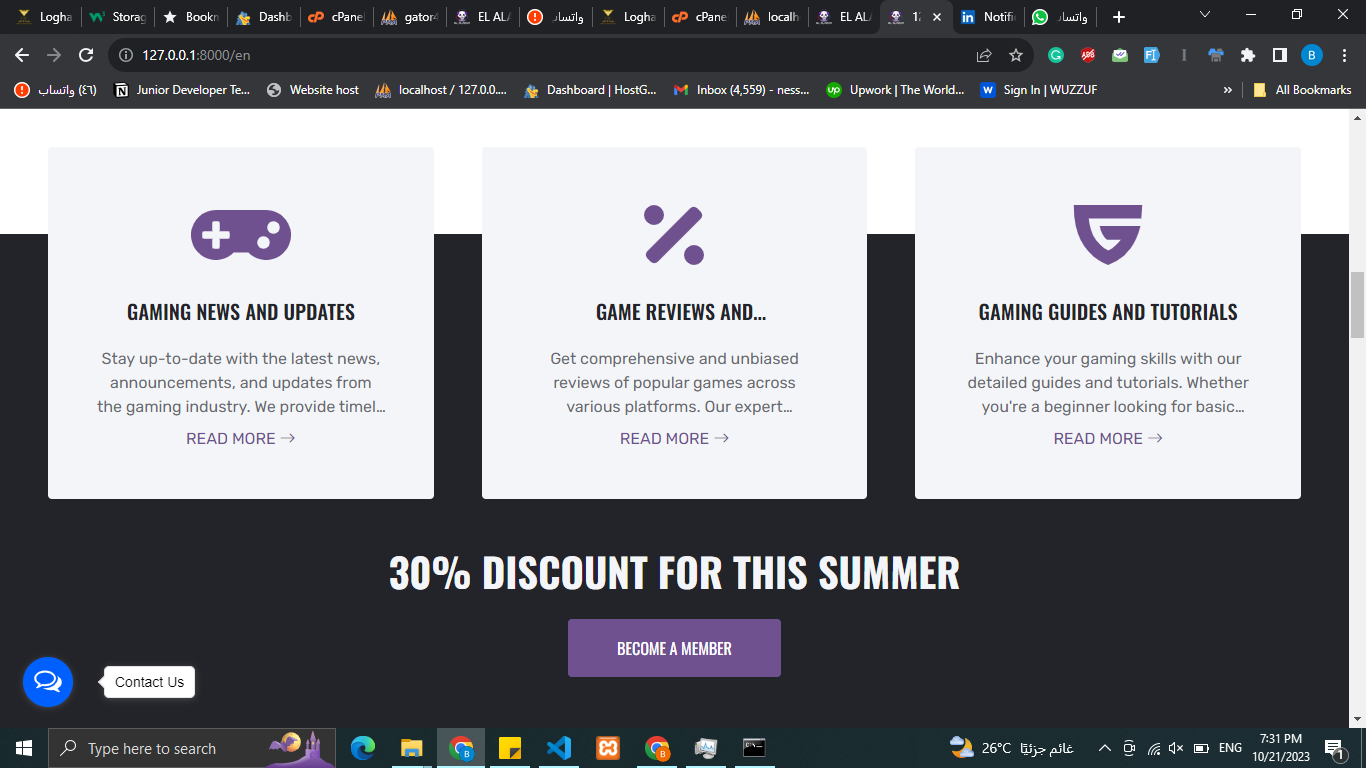 Logha
Storag
Bookn
Dashb
cPanel
gator4
EL ALA
واتساب
Logha
cPane
localh
EL ALA
12
Notific
واتساب
127.0.0.1:8000/en
B
(٤٦) واتساب
Junior Developer Te...
Website host
localhost / 127.0.0....
Dashboard | HostG...
Inbox (4,559) - ness...
Upwork | The World...
Sign In | WUZZUF
All Bookmarks
GAMING NEWS AND UPDATES
Stay up-to-date with the latest news,
announcements, and updates from
the gaming industry. We provide timel...
READ MORE →
GAME REVIEWS AND...
Get comprehensive and unbiased
reviews of popular games across
various platforms. Our expert...
READ MORE →
GAMING GUIDES AND TUTORIALS
Enhance your gaming skills with our
detailed guides and tutorials. Whether
you're a beginner looking for basic...
READ MORE →
30% DISCOUNT FOR THIS SUMMER
BECOME A MEMBER
Contact Us
Type here to search
26°C غائم جزئيًا
ENG
7:31 PM
10/21/2023
1